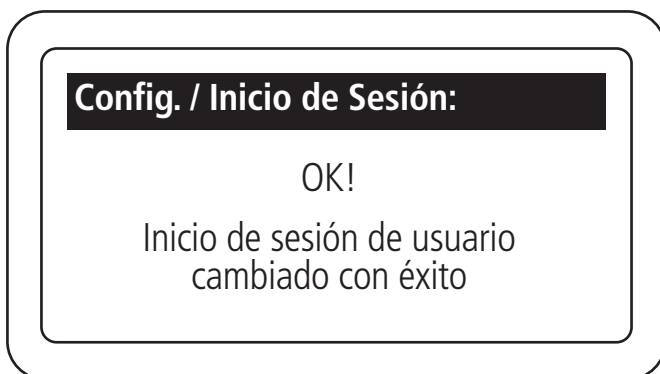 Config. / Inicio de Sesión:
OK!
Inicio de sesión de usuario
cambiado con éxito